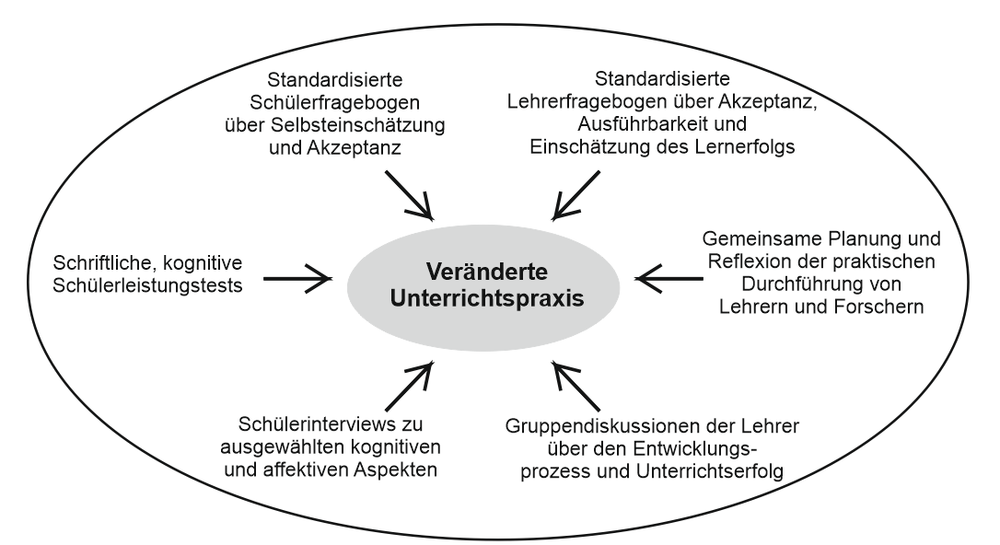 Standardisierte
Schülerfragebogen
über Selbsteinschätzung
und Akzeptanz
Standardisierte
Lehrerfragebogen über Akzeptanz,
Ausführbarkeit und
Einschätzung des Lernerfolgs
Schriftliche, kognitive
Schülerleistungstests
Veränderte
Unterrichtspraxis
Gemeinsame Planung und
Reflexion der praktischen
Durchführung von
Lehrern und Forschern
Schülerinterviews zu
ausgewählten kognitiven
und affektiven Aspekten
Gruppendiskussionen der Lehrer
über den Entwicklungs-
prozess und Unterrichtserfolg